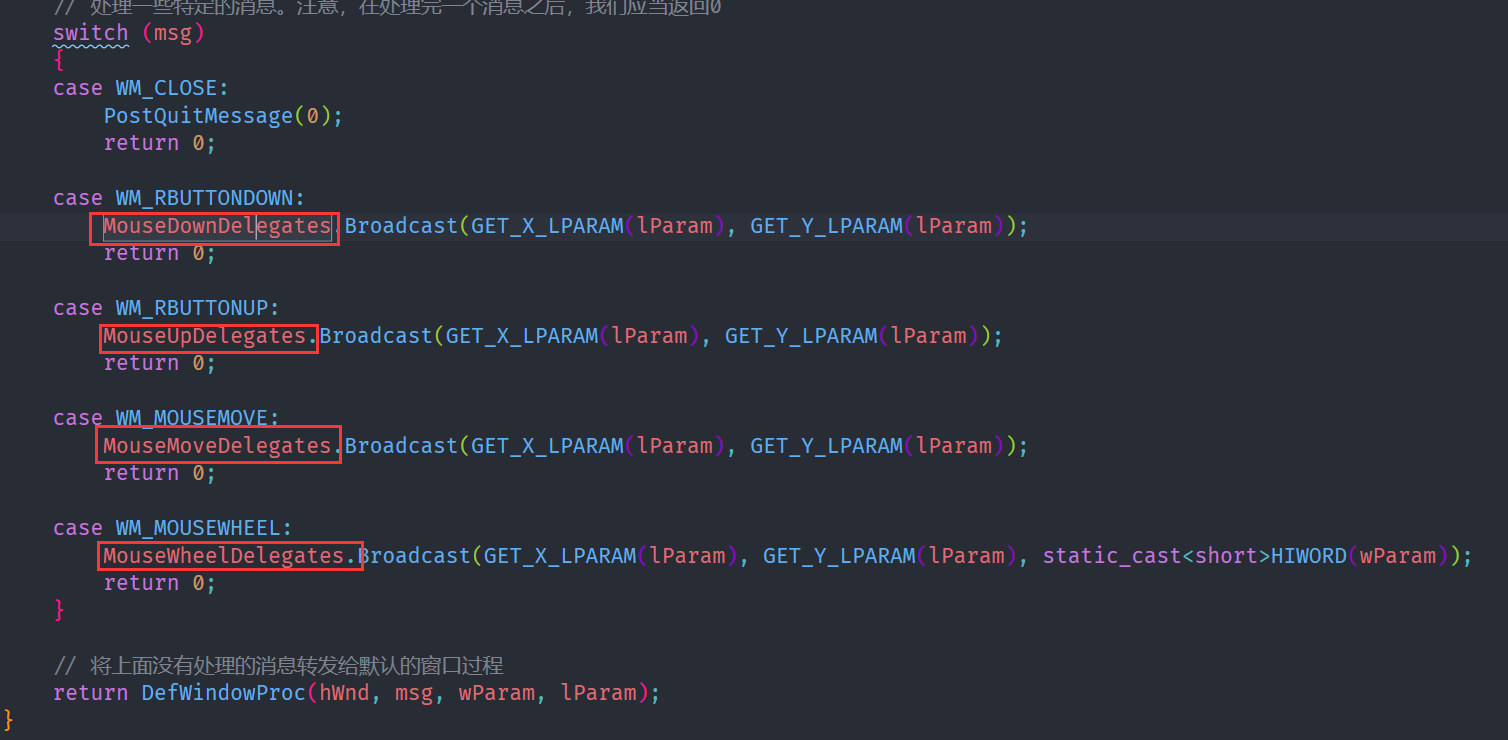 // 处理一些特定的消息。注意，在处理完一个消息之后，我们应当返回0
switch (msg)
{
case WM_CLOSE:
PostQuitMessage(0);
return 0;
case WM_RBUTTONDOWN:
MouseDownDelegates.Broadcast(GET_X_LPARAM(lParam), GET_Y_LPARAM(lParam));
return 0;
case WM_RBUTTONUP:
MouseUpDelegates.Broadcast(GET_X_LPARAM(lParam), GET_Y_LPARAM(lParam));
return 0;
case WM_MOUSEMOVE:
MouseMoveDelegates.Broadcast(GET_X_LPARAM(lParam), GET_Y_LPARAM(lParam));
return 0;
case WM_MOUSEWHEEL:
MouseWheelDelegates.Broadcast(GET_X_LPARAM(lParam), GET_Y_LPARAM(lParam), static_cast<short>HIWORD(wParam));
return 0;
}
// 将上面没有处理的消息转发给默认的窗口过程
return DefWindowProc(hWnd, msg, wParam, lParam);
}